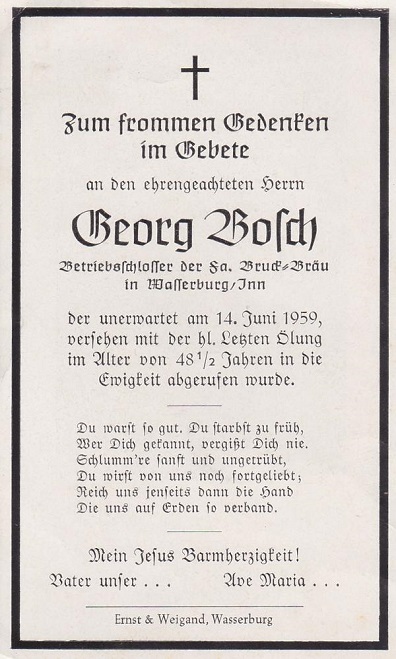 Zum frommen Gedenken
im Gebete
an den ehrengeachteten Herrn
Georg Bosch
Betriebsschlosser der Fa. Bruck-Bräu
in Wasserburg/Inn
der unerwartet am 14. Juni 1959,
versehen mit der hl. Letzten Ölung
im Alter von 48 1/2 Jahren in die
Ewigkeit abgerufen wurde.
Du warst so gut. Du starbst zu früh,
Wer Dich gekannt, vergißt Dich nie.
Schlumm're sanft und ungetrübt,
Du wirst von uns noch fortgeliebt;
Reich uns jenseits dann die Hand
Die uns auf Erden so verband.
Mein Jesus Barmherzigkeit!
Vater unser . . . Ave Maria . . .
Ernst & Weigand, Wasserburg